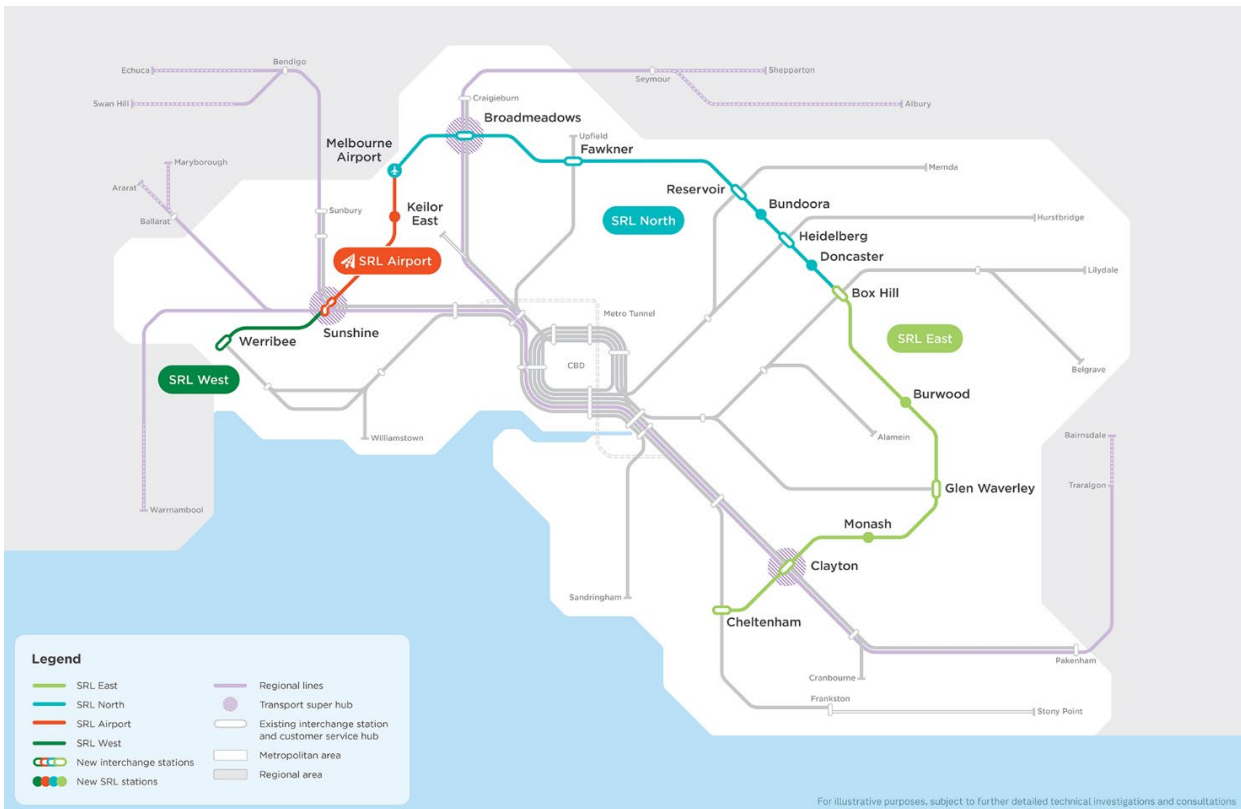 Echuca
Bendigo
Swan Hill
Seymour
Shepparton
Albury
Craigieburn
Broadmeadows
Melbourne
Airport
Upfield
Fawkner
Maryborough
Ararat
Ballarat
Sunbury
Keilor
East
Reservoir
Mernda
Bundoora
SRL North
Hurstbridge
Heidelberg
Doncaster
SRL Airport
Lilydale
Box Hill
Metro Tunnel
Sunshine
Werribee
SRL East
CBD
Belgrave
SRL West
Burwood
Williamstown
Alamein
Bairnsdale
Traralgon
Glen Waverley
Warrnambool
Monash
Clayton
Sandringham
Cheltenham
Pakenham
Cranbourne
Frankston
Stony Point
Legend
SRL East
SRL North
SRL Airport
SRL West
New interchange stations
New SRL stations
Regional lines
Transport super hub
Existing interchange station
and customer service hub
Metropolitan area
Regional area
For illustrative purposes, subject to further detailed technical investigations and consultations